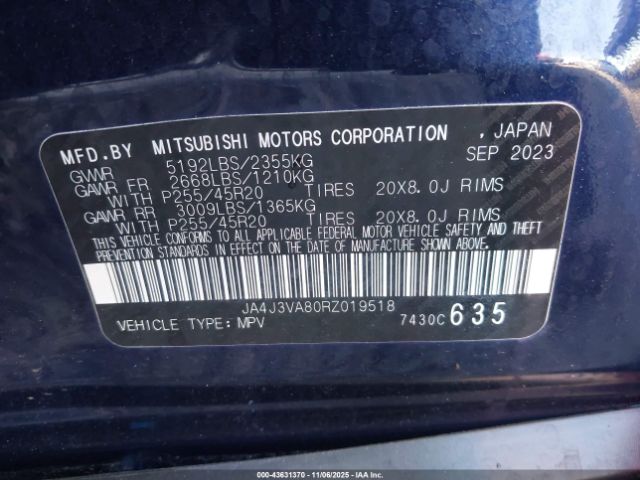 MFD.BY MITSUBISHI MOTORS CORPORATION , JAPAN
GVWR 5192LBS/2355KG SEP 2023
GAWR FR 2668LBS/1210KG
WITH P255/45R20 TIRES 20X8.0J RIMS
GAWR RR 3009LBS/1365KG
WITH P255/45R20 TIRES 20X8.0J RIMS
THIS VEHICLE CONFORMS TO ALL APPLICABLE FEDERAL MOTOR VEHICLE SAFETY AND THEFT
PREVENTION STANDARDS IN EFFECT ON THE DATE OF MANUFACTURE SHOWN ABOVE.
JA4J3VA80RZ019518
VEHICLE TYPE: MPV 7430C 635
000-43631370 - 11/06/2025 - IAAI.COM